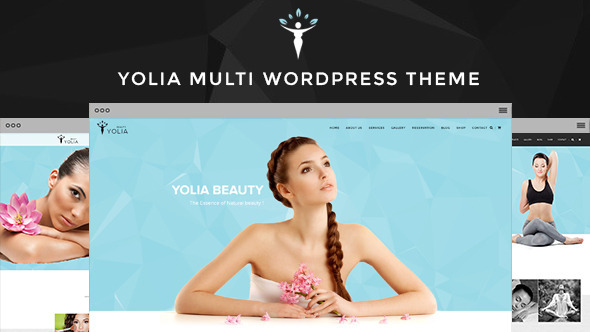 YOLIA MULTI WORDPRESS THEME
YOLIA
BEAUTY
YOLIA
HOME ABOUT US SERVICES GALLERY RESERVATION BLOG SHOP CONTACT
YOLIA BEAUTY
The Essence of Natural beauty !